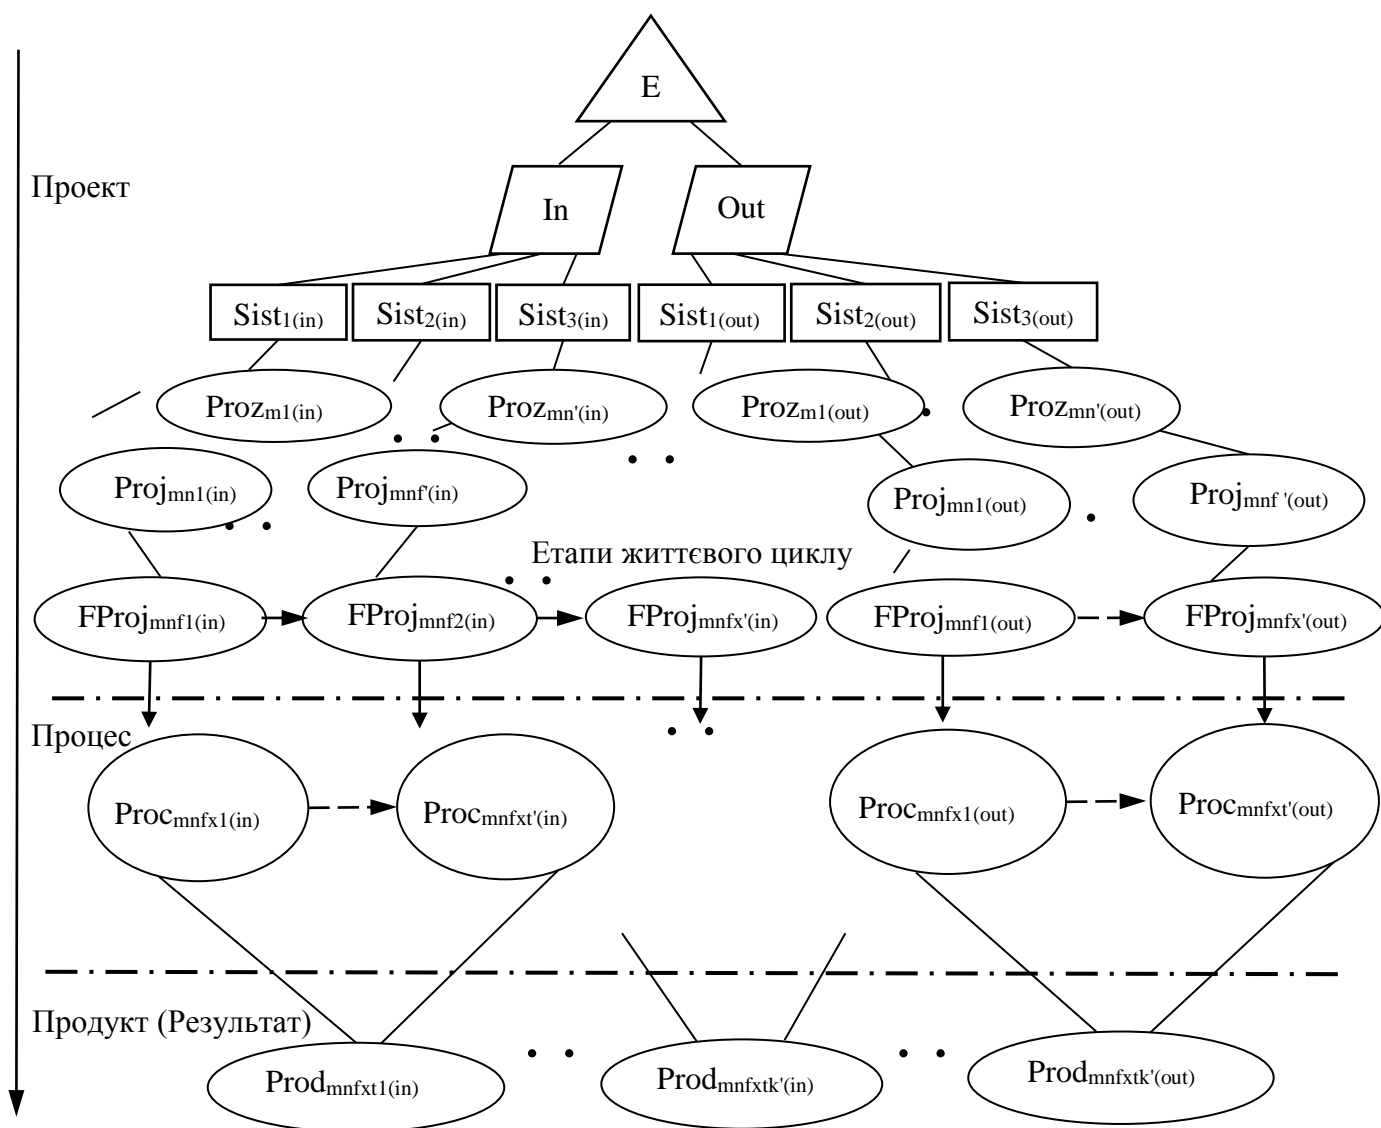 E
Проект
In Out
Sist1(in) Sist2(in) Sist3(in) Sist1(out) Sist2(out) Sist3(out)
Prozm1(in) Prozmn'(in) Prozm1(out) Prozmn'(out)
Projmn1(in) Projmnf'(in) Projmn1(out) Projmnf '(out)
Етапи життєвого циклу
FProjmnf1(in) FProjmnf2(in) FProjmnfx'(in) FProjmnf1(out) FProjmnfx'(out)
Процес
Procmnfx1(in) Procmnfxt'(in) Procmnfx1(out) Procmnfxt'(out)
Продукт (Результат)
Prodmnfxt1(in) Prodmnfxtk'(in) Prodmnfxtk'(out)